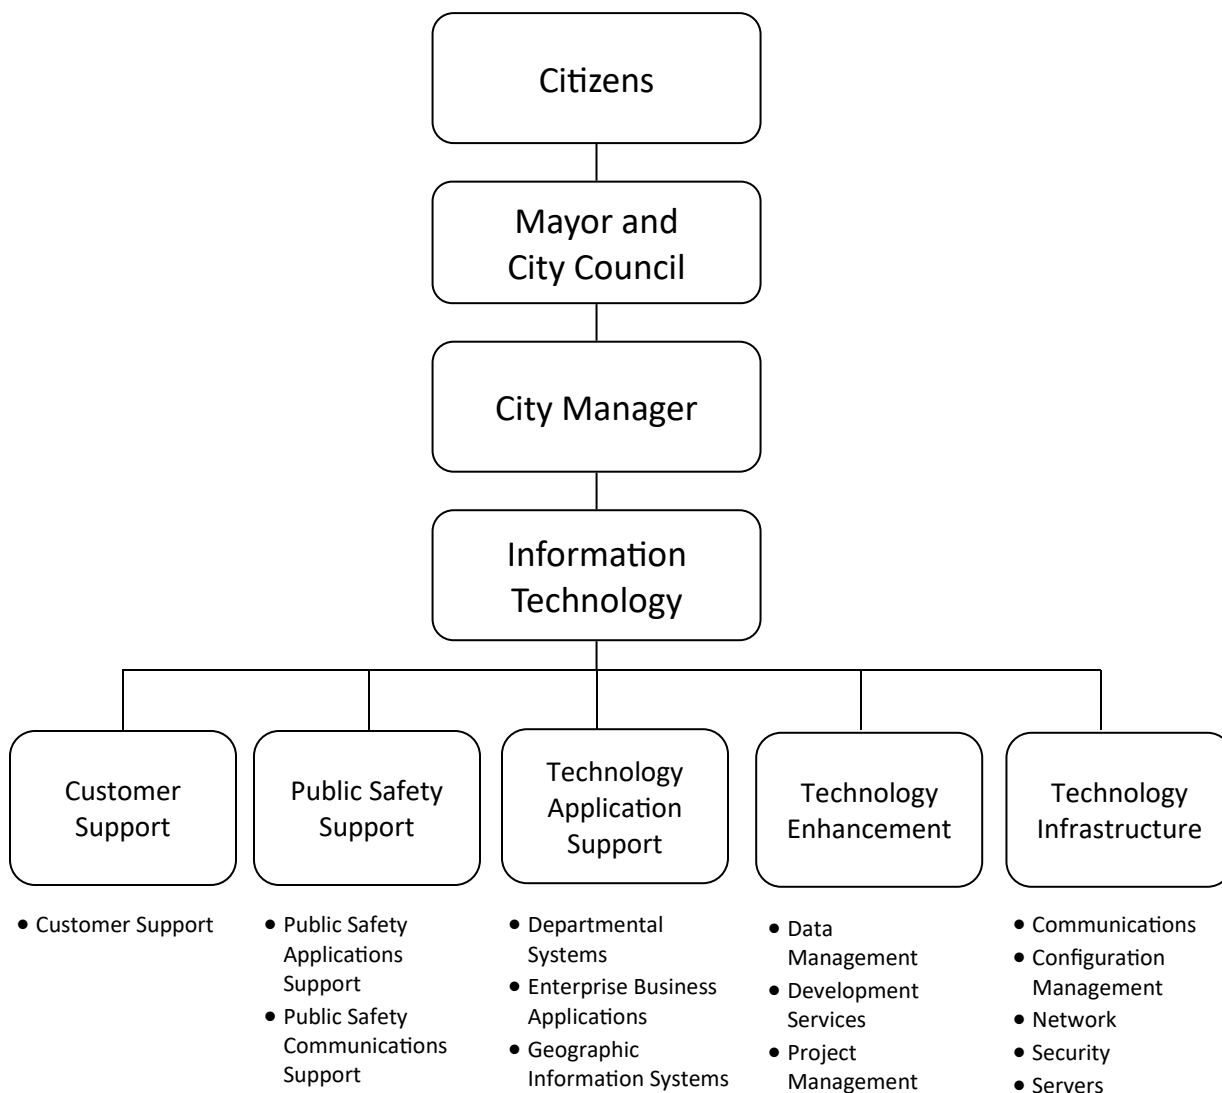 Citizens
Mayor and
City Council
City Manager
Information
Technology
Customer
Support
Public Safety
Support
Technology
Application
Support
Technology
Enhancement
Technology
Infrastructure
• Customer Support
• Public Safety
Applications
Support
• Public Safety
Communications
Support
• Departmental
Systems
• Enterprise Business
Applications
• Geographic
Information Systems
• Data
Management
• Development
Services
• Project
Management
• Communications
• Configuration
Management
• Network
• Security
• Servers